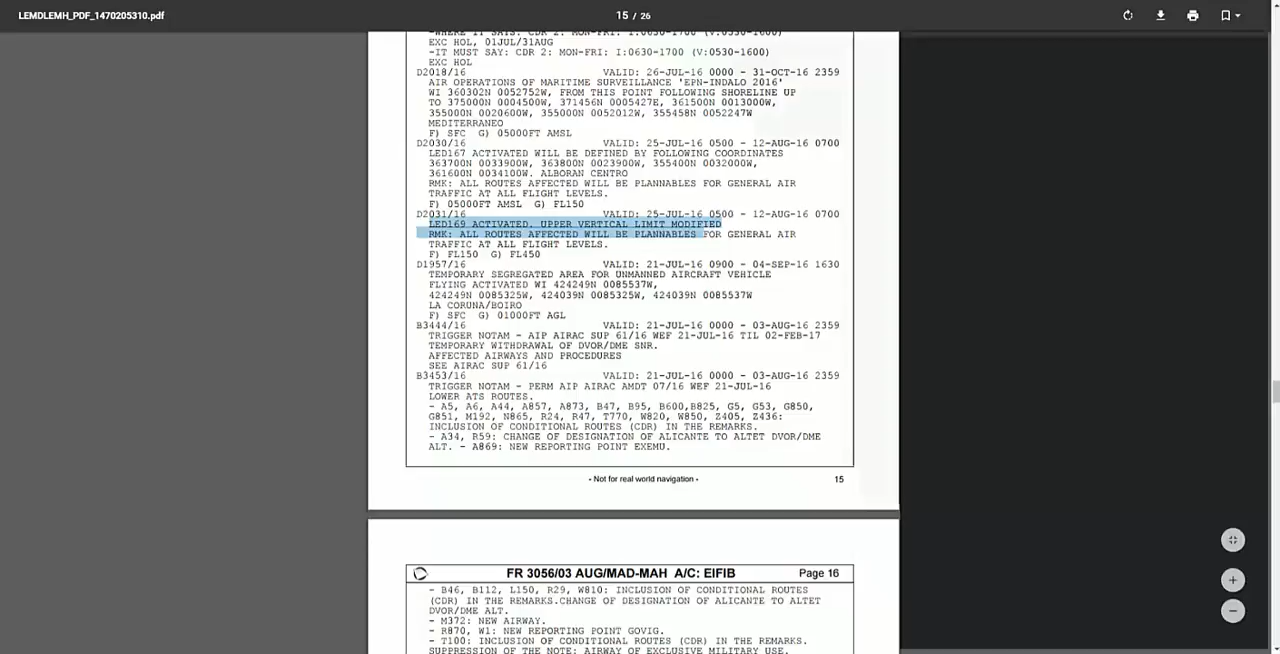 LEMDLEMH_PDF_1470205310.pdf
15 / 26
-WHERE IT SAYS: CDR 2: MON-FRI: I:0630-1700 (V:0530-1600)
EXC HOL, 01JUL/31AUG
-IT MUST SAY: CDR 2: MON-FRI: I:0630-1700 (V:0530-1600)
EXC HOL
D2018/16 VALID: 26-JUL-16 0000 - 31-OCT-16 2359
AIR OPERATIONS OF MARITIME SURVEILLANCE 'EPN-INDALO 2016'
WI 360302N 0052752W, FROM THIS POINT FOLLOWING SHORELINE UP
TO 375000N 0004500W, 371456N 0005427E, 361500N 0013000W,
355000N 0020600W, 355000N 0052012W, 355458N 0052247W
MEDITERRANEO
F) SFC G) 05000FT AMSL
D2030/16 VALID: 25-JUL-16 0500 - 12-AUG-16 0700
LED167 ACTIVATED WILL BE DEFINED BY FOLLOWING COORDINATES
363700N 0033900W, 363800N 0023900W, 355400N 0032000W,
361600N 0034100W. ALBORAN CENTRO
RMK: ALL ROUTES AFFECTED WILL BE PLANNABLES FOR GENERAL AIR
TRAFFIC AT ALL FLIGHT LEVELS.
F) 05000FT AMSL G) FL150
D2031/16 VALID: 25-JUL-16 0500 - 12-AUG-16 0700
LED169 ACTIVATED. UPPER VERTICAL LIMIT MODIFIED
RMK: ALL ROUTES AFFECTED WILL BE PLANNABLES FOR GENERAL AIR
TRAFFIC AT ALL FLIGHT LEVELS.
F) FL150 G) FL450
D1957/16 VALID: 21-JUL-16 0900 - 04-SEP-16 1630
TEMPORARY SEGREGATED AREA FOR UNMANNED AIRCRAFT VEHICLE
FLYING ACTIVATED WI 424249N 0085537W,
424249N 0085325W, 424039N 0085325W, 424039N 0085537W
LA CORUNA/BOIRO
F) SFC G) 01000FT AGL
B3444/16 VALID: 21-JUL-16 0000 - 03-AUG-16 2359
TRIGGER NOTAM - AIP AIRAC SUP 61/16 WEF 21-JUL-16 TIL 02-FEB-17
TEMPORARY WITHDRAWAL OF DVOR/DME SNR.
AFFECTED AIRWAYS AND PROCEDURES
SEE AIRAC SUP 61/16
B3453/16 VALID: 21-JUL-16 0000 - 03-AUG-16 2359
TRIGGER NOTAM - PERM AIP AIRAC AMDT 07/16 WEF 21-JUL-16
LOWER ATS ROUTES.
- A5, A6, A44, A857, A873, B47, B95, B600,B825, G5, G53, G850,
G851, M192, N865, R24, R47, T770, W820, W850, Z405, Z436:
INCLUSION OF CONDITIONAL ROUTES (CDR) IN THE REMARKS.
- A34, R59: CHANGE OF DESIGNATION OF ALICANTE TO ALTET DVOR/DME
ALT. - A869: NEW REPORTING POINT EXEMU.
• Not for real world navigation •
15
FR 3056/03 AUG/MAD-MAH A/C: EIFIB Page 16
- B46, B112, L150, R29, W810: INCLUSION OF CONDITIONAL ROUTES
(CDR) IN THE REMARKS.CHANGE OF DESIGNATION OF ALICANTE TO ALTET
DVOR/DME ALT.
- M372: NEW AIRWAY.
- R870, W1: NEW REPORTING POINT GOVIG.
- T100: INCLUSION OF CONDITIONAL ROUTES (CDR) IN THE REMARKS.
SUPPRESSION OF THE NOTE: AIRWAY OF EXCLUSIVE MILITARY USE.